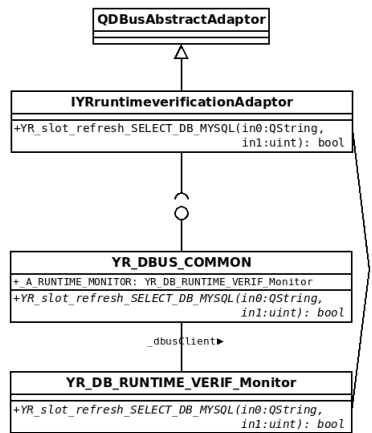 QDBusAbstractAdaptor
IYRruntimeverificationAdaptor
+YR_slot_refresh_SELECT_DB_MYSQL(in0:QString,
in1:uint): bool
YR_DBUS_COMMON
+_A_RUNTIME_MONITOR: YR_DB_RUNTIME_VERIF_Monitor
+YR_slot_refresh_SELECT_DB_MYSQL(in0:QString,
in1:uint): bool
_dbusClient▶
YR_DB_RUNTIME_VERIF_Monitor
+YR_slot_refresh_SELECT_DB_MYSQL(in0:QString,
in1:uint): bool